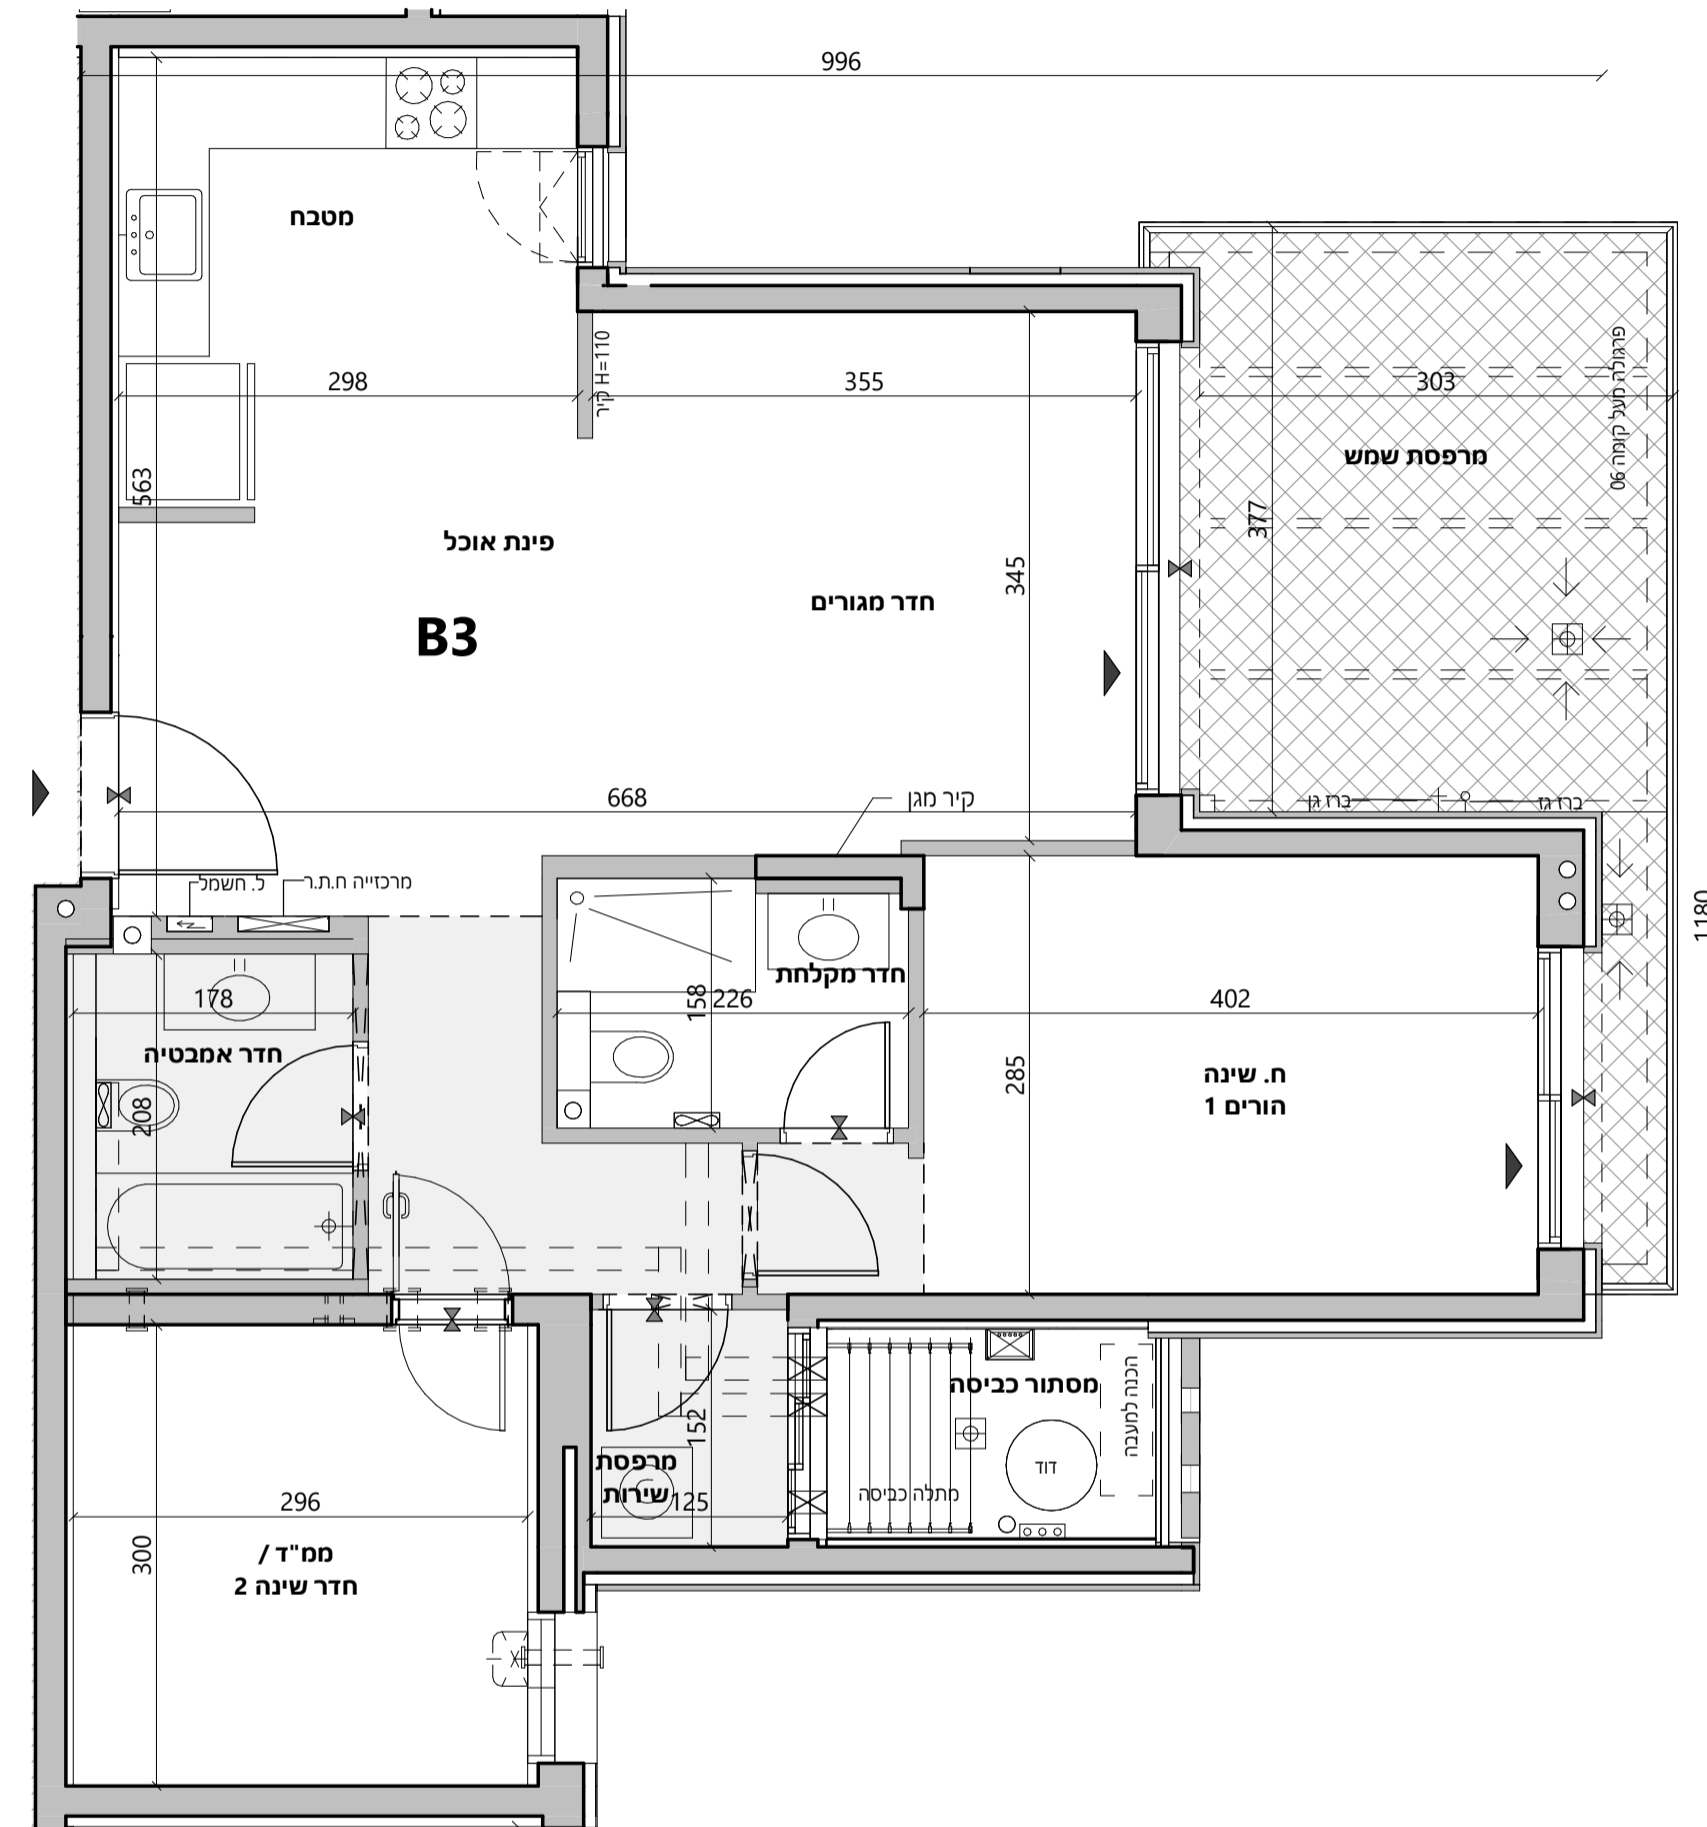 996
מטבח
קיר H=110
298
355
303
פרגולה מעל קומה 06
מרפסת שמש
563
377
פינת אוכל
345
חדר מגורים
B3
668
קיר מגן
ברז גן
ברז גז
ל. חשמל
מרכזייה ח.ת.ר
1180
חדר מקלחת
178
158
226
402
חדר אמבטיה
208
285
ח. שינה
הורים 1
מסתור כביסה
הכנה למעבה
152
מרפסת
שירות
125
דוד
מתלה כביסה
296
300
ממ"ד /
חדר שינה 2